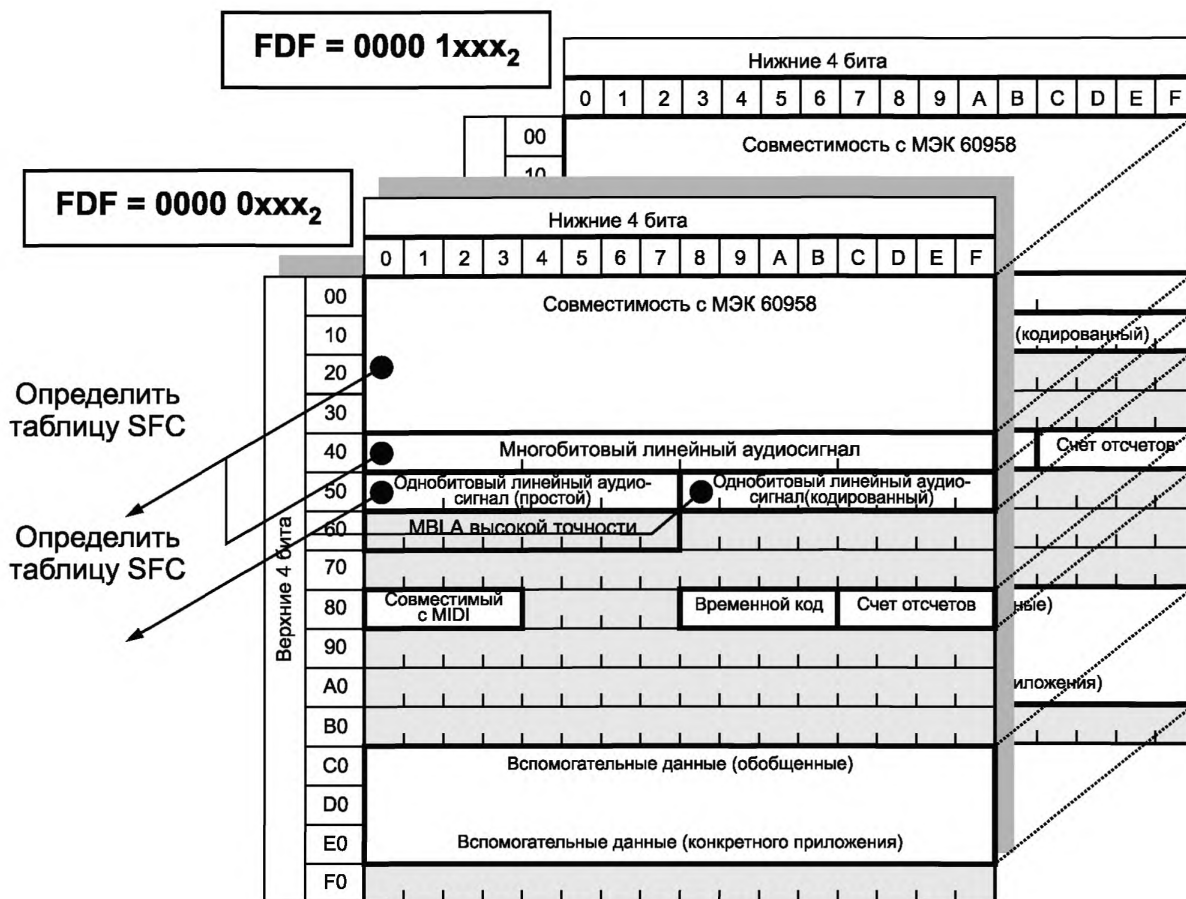 FDF = 0000 1xxx₂
Нижние 4 бита
0 1 2 3 4 5 6 7 8 9 A B C D E F
00
Совместимость с МЭК 60958
10
FDF = 0000 0xxx₂
Нижние 4 бита
0 1 2 3 4 5 6 7 8 9 A B C D E F
00
Совместимость с МЭК 60958
10
(кодированный)
20
Определить
таблицу SFC
30
40
Многобитовый линейный аудиосигнал
Счет отсчетов
50
Однобитовый линейный аудио-
сигнал (простой)
Однобитовый линейный аудио-
сигнал(кодированный)
60
MBLA высокой точности
Определить
таблицу SFC
Верхние 4 бита
70
80
Совместимый
с MIDI
Временной код
Счет отсчетов
ные)
90
A0
иложения)
B0
C0
Вспомогательные данные (обобщенные)
D0
E0
Вспомогательные данные (конкретного приложения)
F0